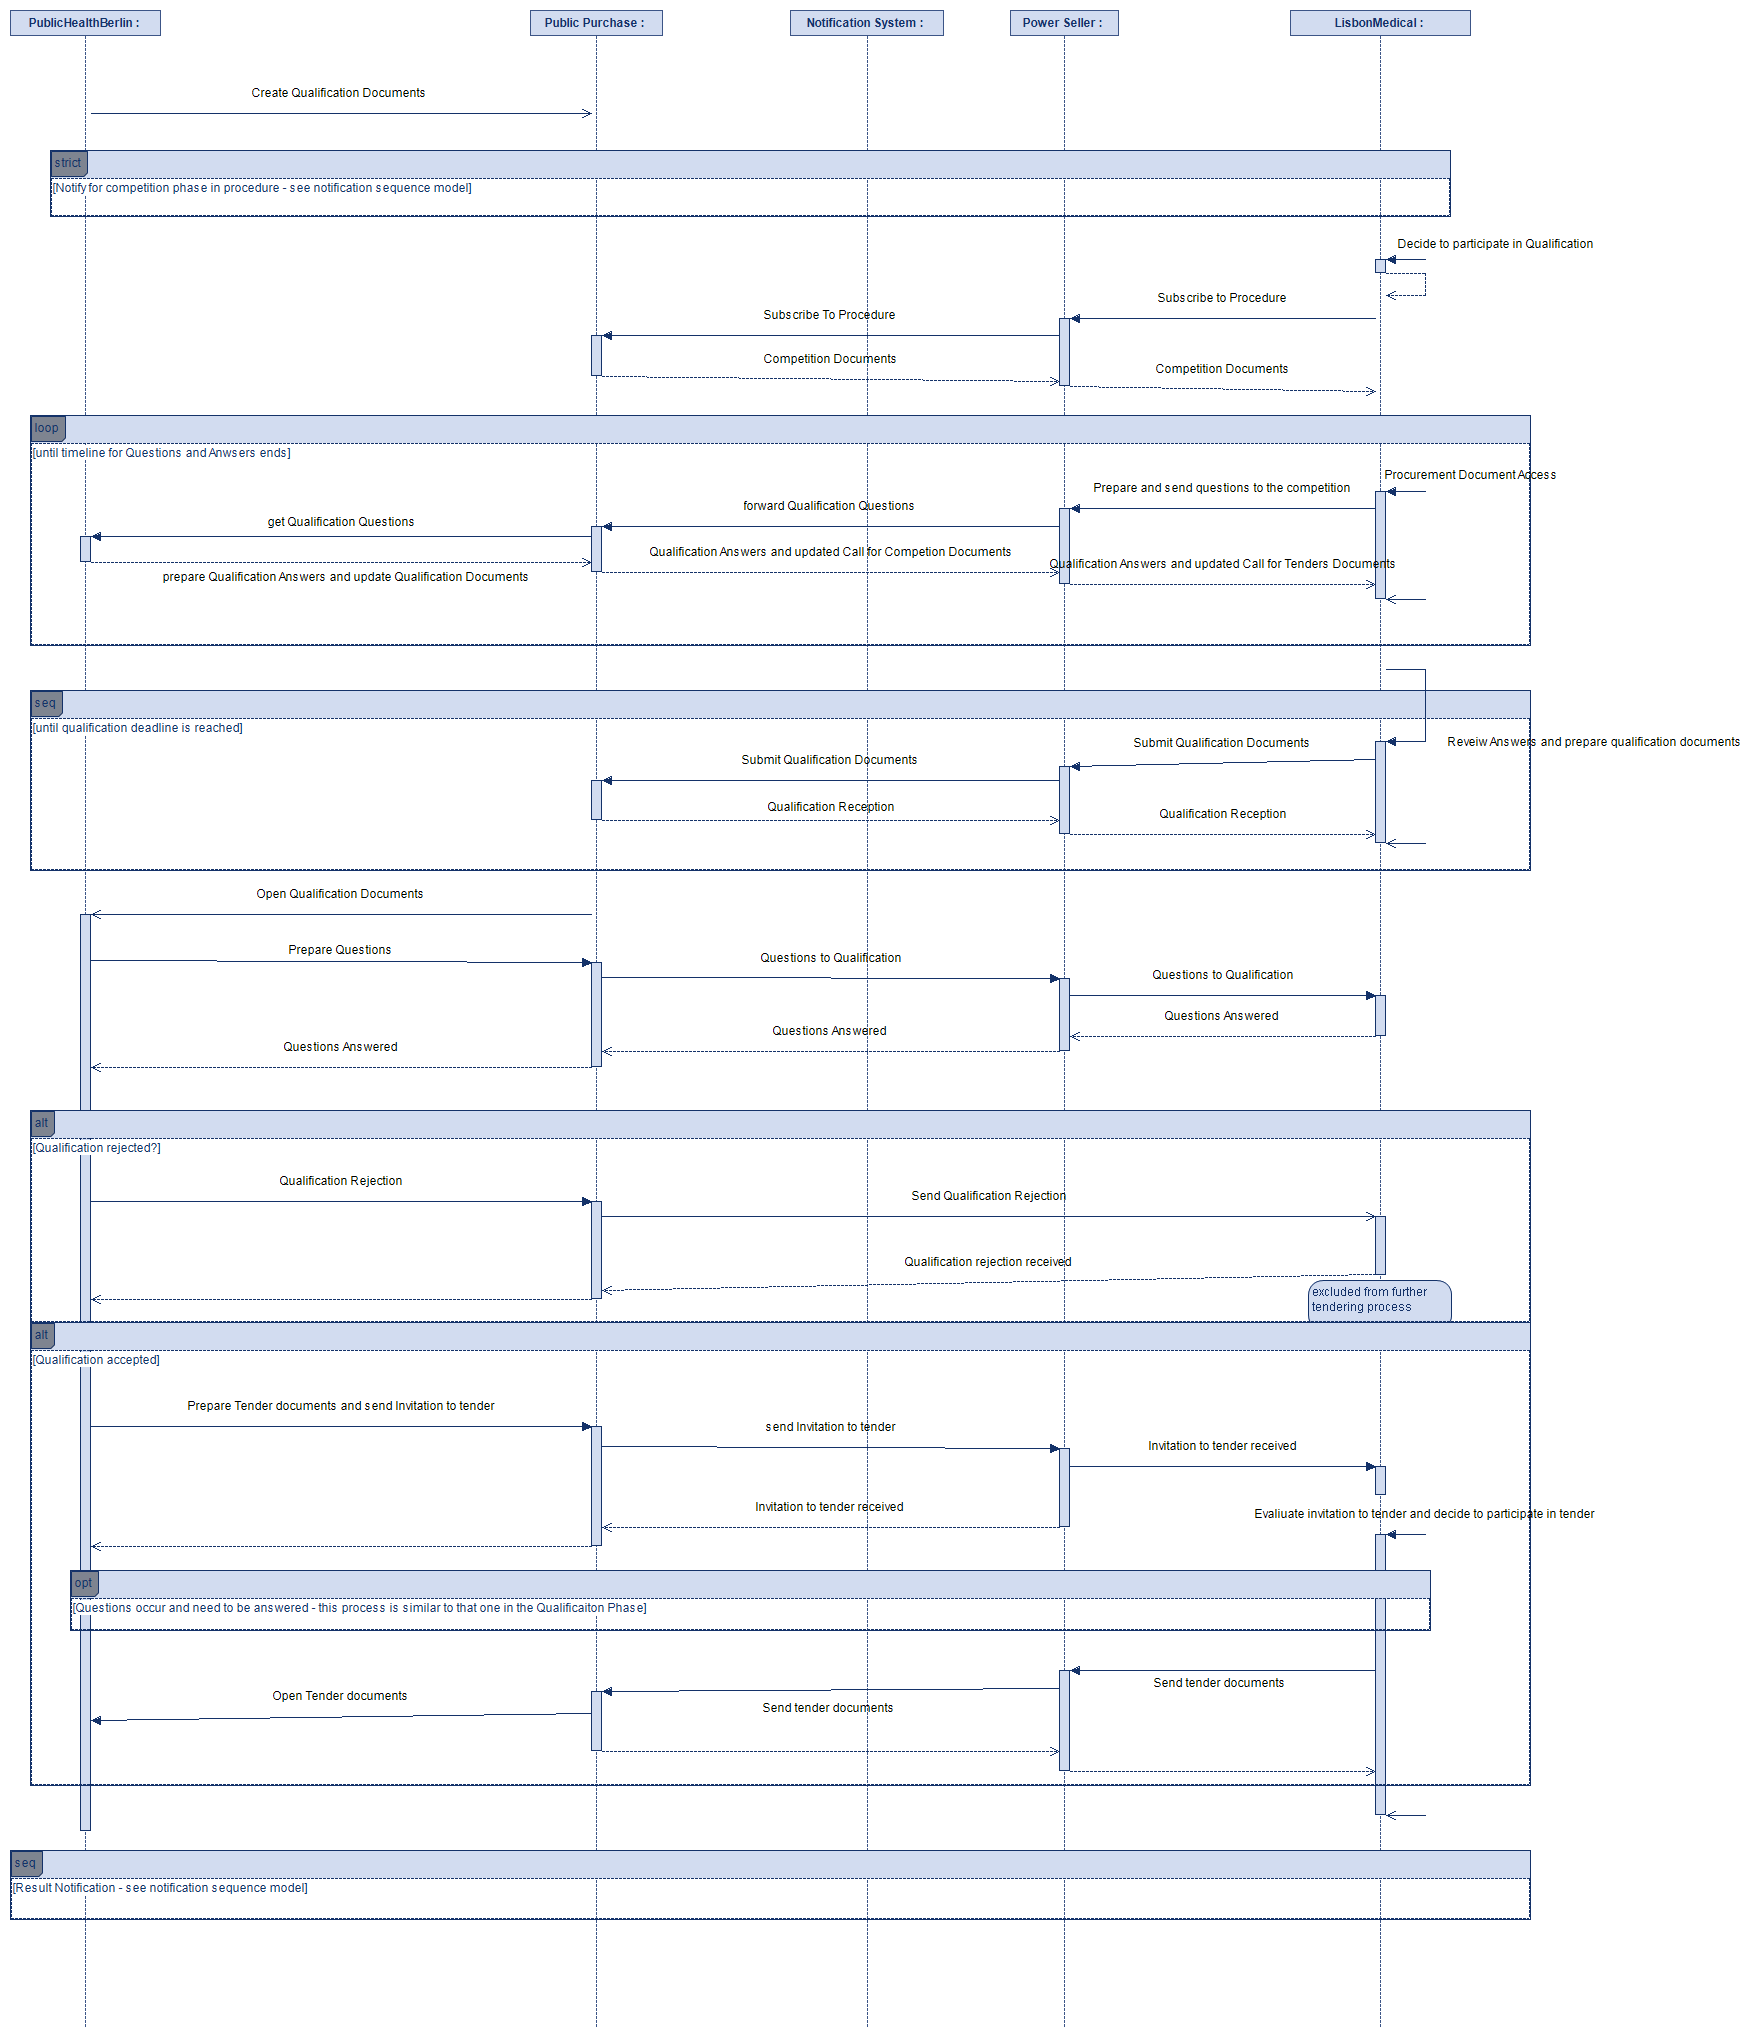 PublicHealthBerlin :
Public Purchase :
Notification System :
Power Seller :
LisbonMedical :
Create Qualification Documents
strict
[Notify for competition phase in procedure - see notification sequence model]
Decide to participate in Qualification
Subscribe to Procedure
Subscribe To Procedure
Competition Documents
Competition Documents
loop
[until timeline for Questions and Anwsers ends]
Procurement Document Access
Prepare and send questions to the competition
forward Qualification Questions
get Qualification Questions
Qualification Answers and updated Call for Competion Documents
Qualification Answers and updated Call for Tenders Documents
prepare Qualification Answers and update Qualification Documents
seq
[until qualification deadline is reached]
Reveiw Answers and prepare qualification documents
Submit Qualification Documents
Submit Qualification Documents
Qualification Reception
Qualification Reception
Open Qualification Documents
Prepare Questions
Questions to Qualification
Questions to Qualification
Questions Answered
Questions Answered
Questions Answered
alt
[Qualification rejected?]
Qualification Rejection
Send Qualification Rejection
Qualification rejection received
excluded from further
tendering process
alt
[Qualification accepted]
Prepare Tender documents and send Invitation to tender
send Invitation to tender
Invitation to tender received
Invitation to tender received
Evaliuate invitation to tender and decide to participate in tender
opt
[Questions occur and need to be answered - this process is similar to that one in the Qualificaiton Phase]
Send tender documents
Open Tender documents
Send tender documents
seq
[Result Notification - see notification sequence model]